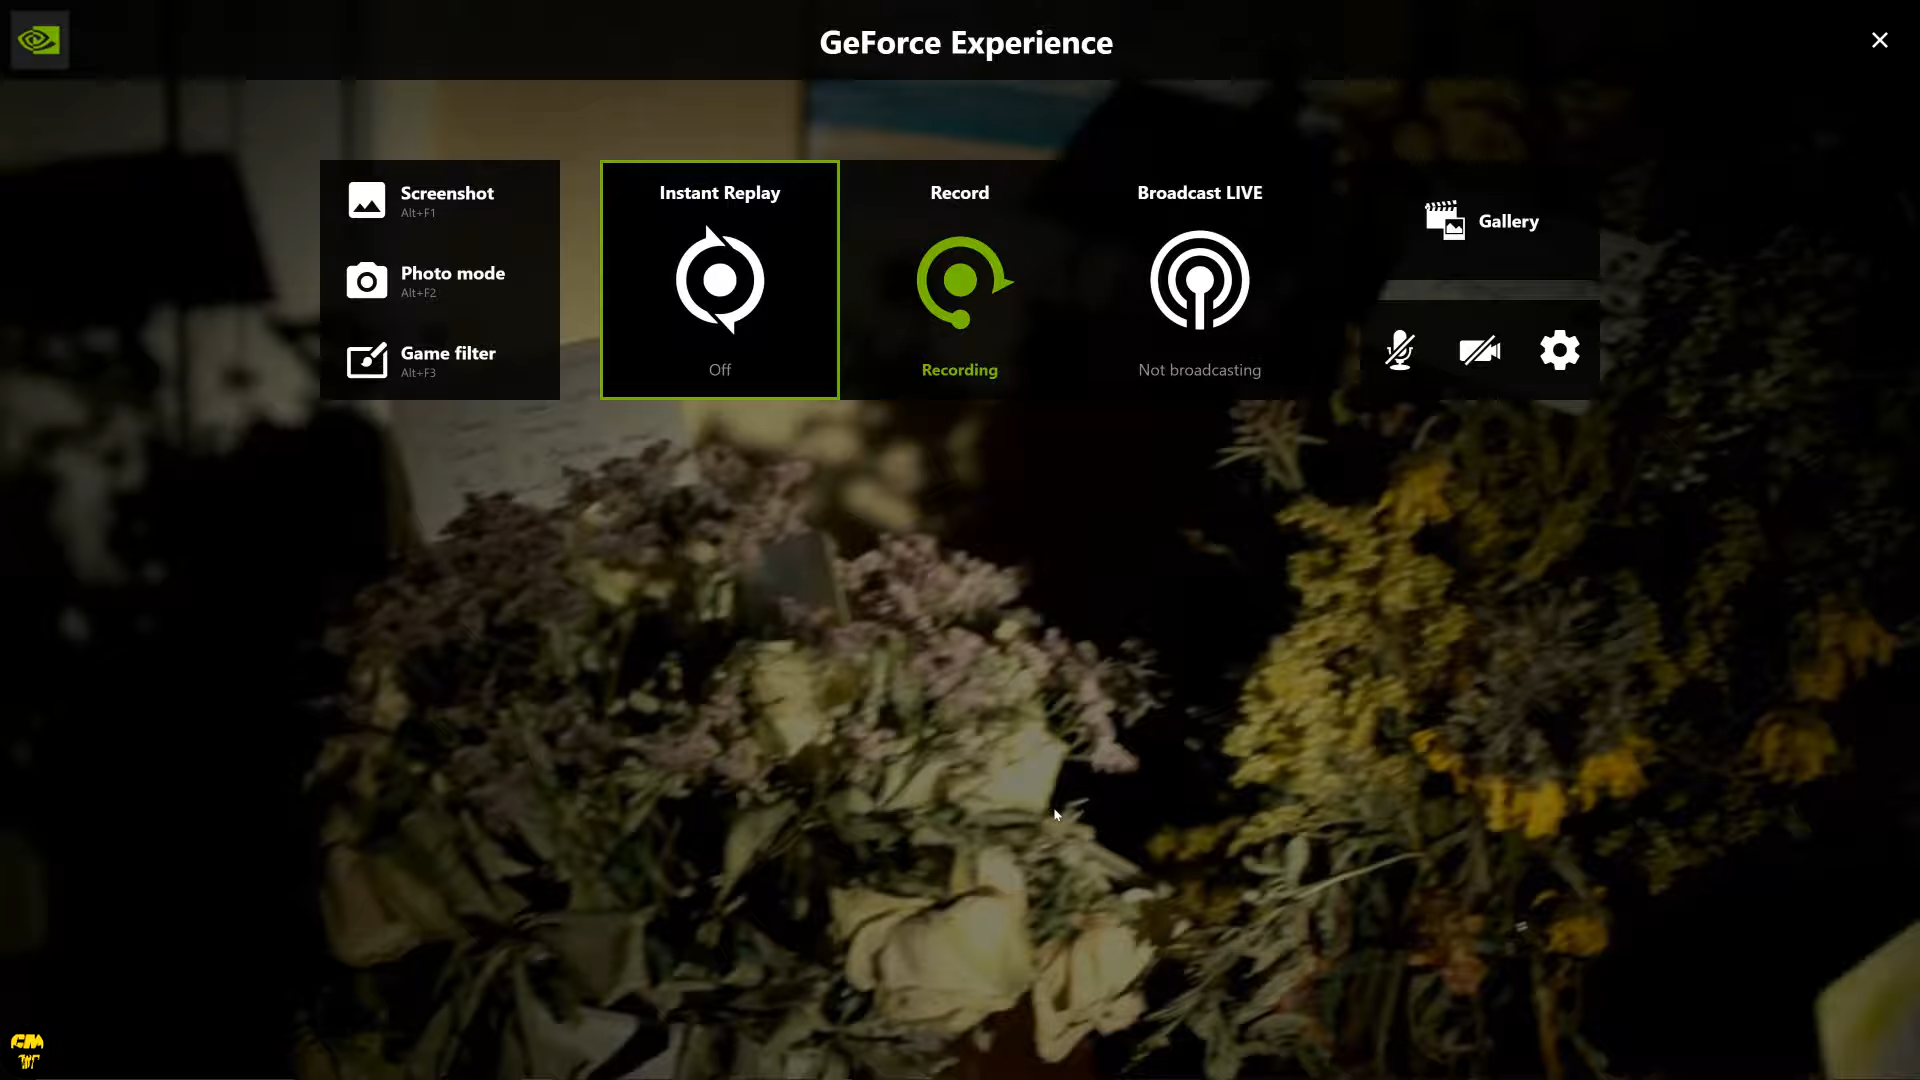 GeForce Experience
Screenshot
Alt+F1
Photo mode
Alt+F2
Game filter
Alt+F3
Instant Replay
Off
Record
Recording
Broadcast LIVE
Not broadcasting
Gallery
GM